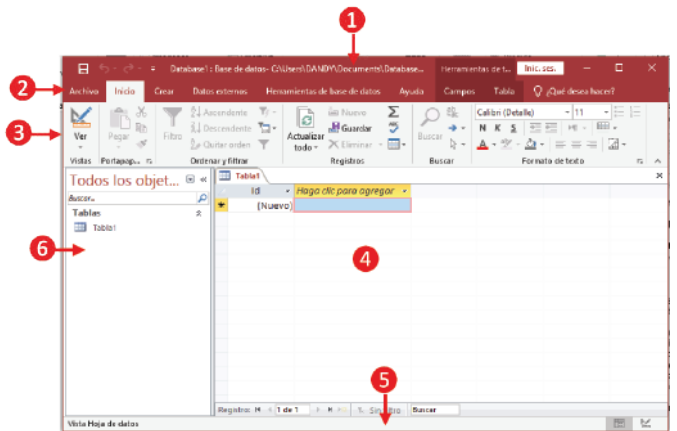 1
Database1 : Base de datos- C:\Users\DANDY\Documents\Database... Herramientas de t... Inic. ses.
2
Archivo Inicio Crear Datos externos Herramientas de base de datos Ayuda Campos Tabla ¿Qué desea hacer?
3
Ver Pegar Filtro Ascendente Descendente Quitar orden Actualizar todo Nuevo Guardar Eliminar Σ Buscar Calibri (Detalle) 11
N K S A
Vistas Portapap... Ordenar y filtrar Registros Buscar Formato de texto
Todos los objet... «
Tabla1
Buscar...
Id Haga clic para agregar
Tablas
(Nuevo)
Tabla1
6
4
5
Registro: 1 de 1 Buscar
Vista Hoja de datos